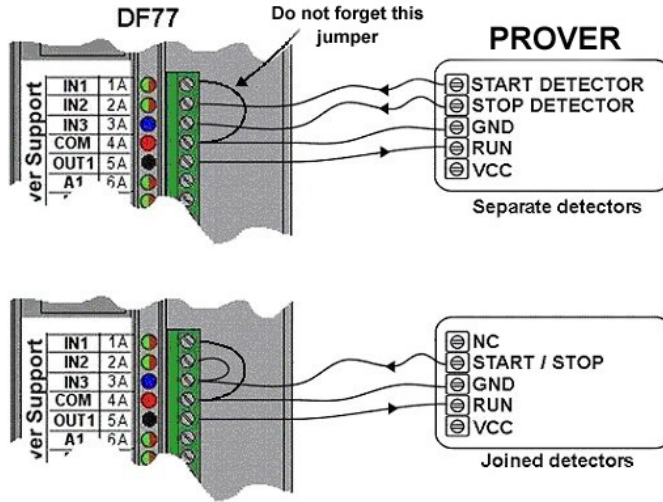 DF77
Do not forget this
jumper
PROVER
IN1 1A
IN2 2A
IN3 3A
COM 4A
OUT1 5A
A1 6A
ver Support
START DETECTOR
STOP DETECTOR
GND
RUN
VCC
Separate detectors
IN1 1A
IN2 2A
IN3 3A
COM 4A
OUT1 5A
A1 6A
ver Support
NC
START / STOP
GND
RUN
VCC
Joined detectors